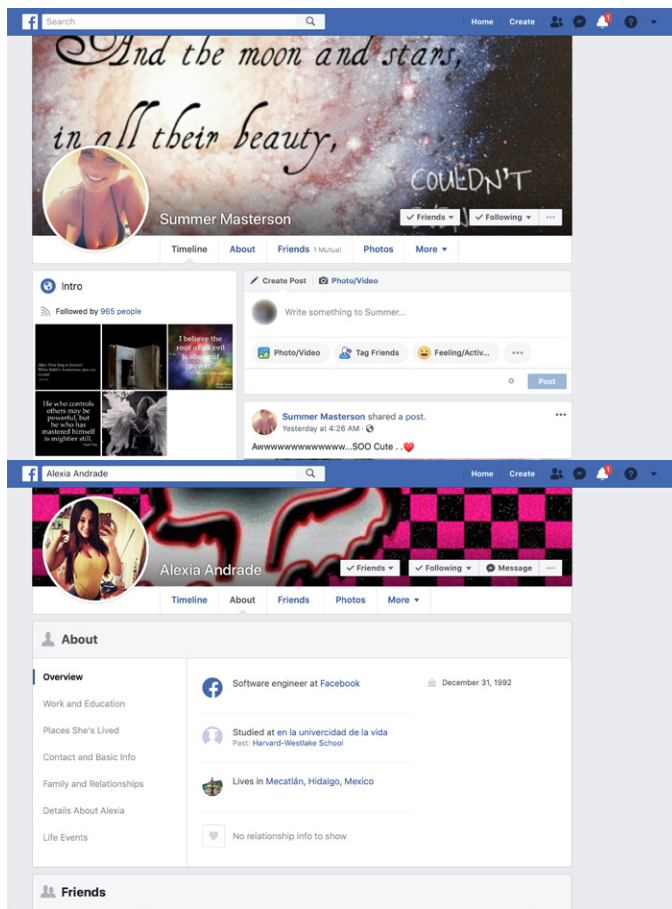 Search
Home Create 1
And the moon and stars,
in all their beauty,
COULDN'T
Summer Masterson
Friends Following ...
Timeline About Friends 1 Mutual Photos More
Intro
Followed by 965 people
I believe the
root of all evil
is abuse of
power
He who controls
others may be
powerful, but
he who has
mastered himself
is mightier still.
Create Post Photo/Video
Write something to Summer...
Photo/Video Tag Friends Feeling/Activ... ...
Post
Summer Masterson shared a post.
Yesterday at 4:26 AM ·
Awwwwwwwwwwwww...SOO Cute . .❤️
...
Alexia Andrade
Home Create 1
Alexia Andrade
Friends Following Message ...
Timeline About Friends Photos More
About
Overview
Work and Education
Places She's Lived
Contact and Basic Info
Family and Relationships
Details About Alexia
Life Events
Software engineer at Facebook
Studied at en la univercidad de la vida
Past: Harvard-Westlake School
Lives in Mecatlán, Hidalgo, Mexico
No relationship info to show
December 31, 1992
Friends